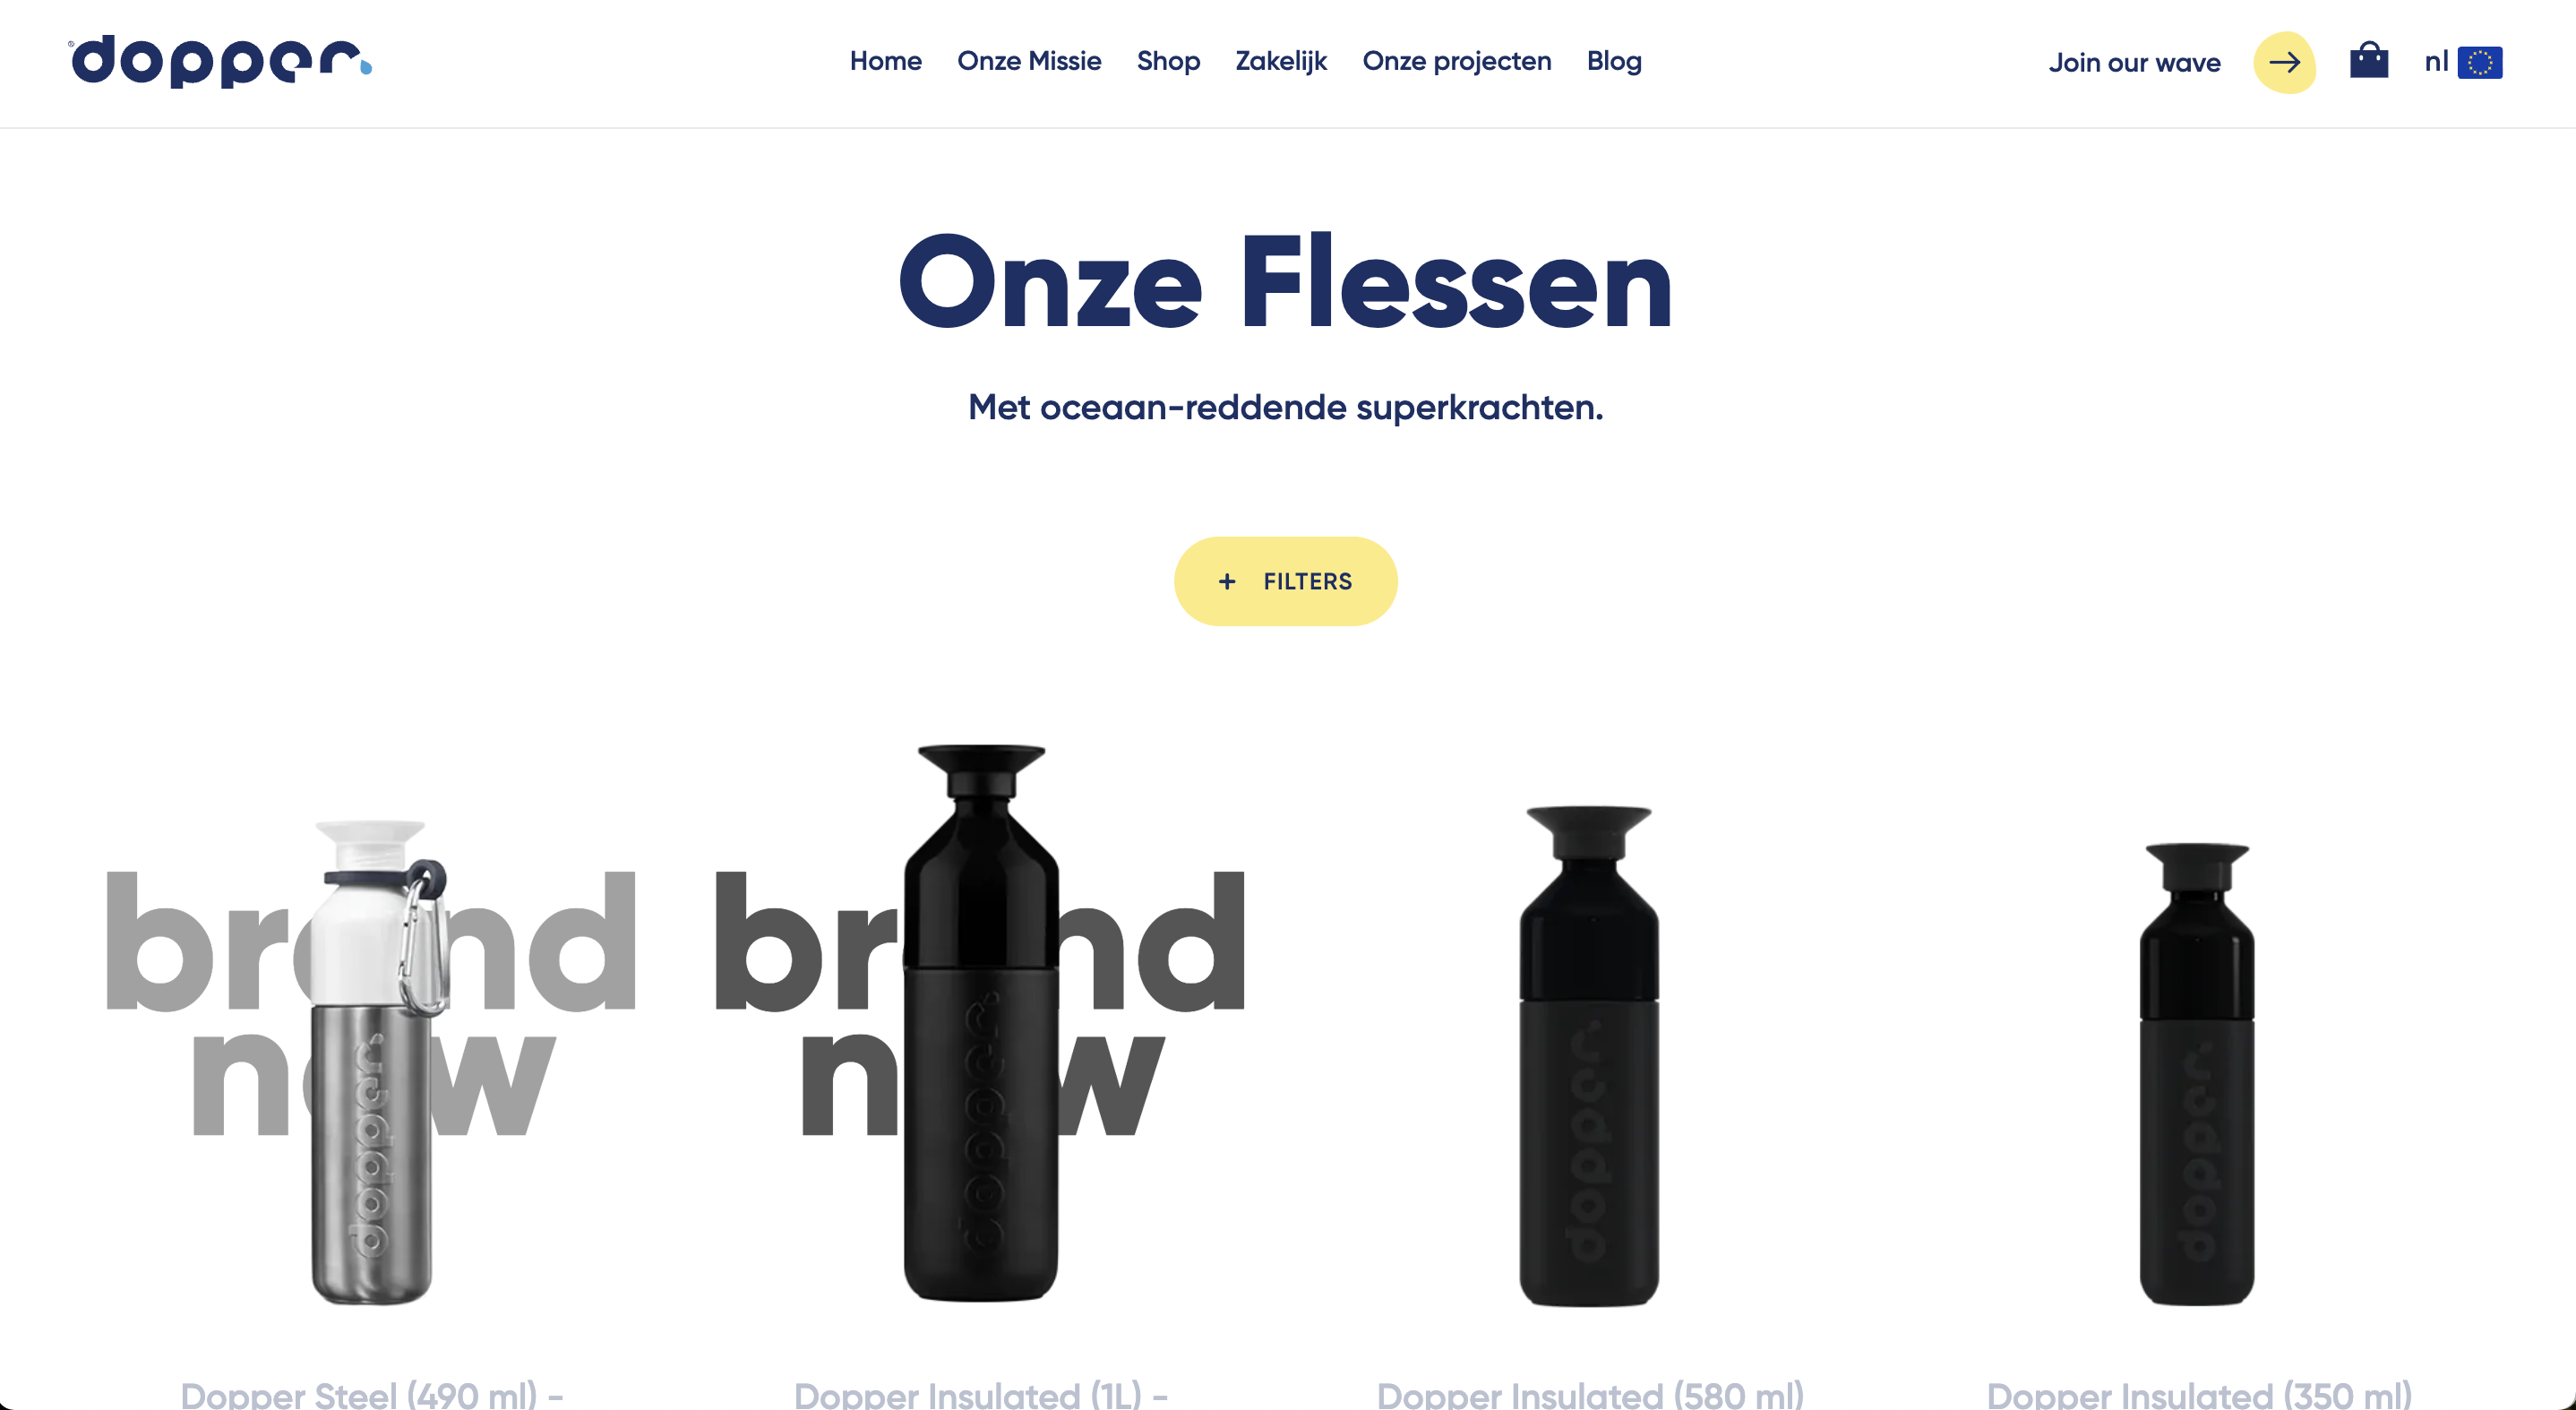 dopper
Home Onze Missie Shop Zakelijk Onze projecten Blog Join our wave nl
Onze Flessen
Met oceaan-reddende superkrachten.
+ FILTERS
brand new
brand new
dopper
dopper
dopper
dopper
Dopper Steel (490 ml) -
Dopper Insulated (1L) -
Dopper Insulated (580 ml)
Dopper Insulated (350 ml)